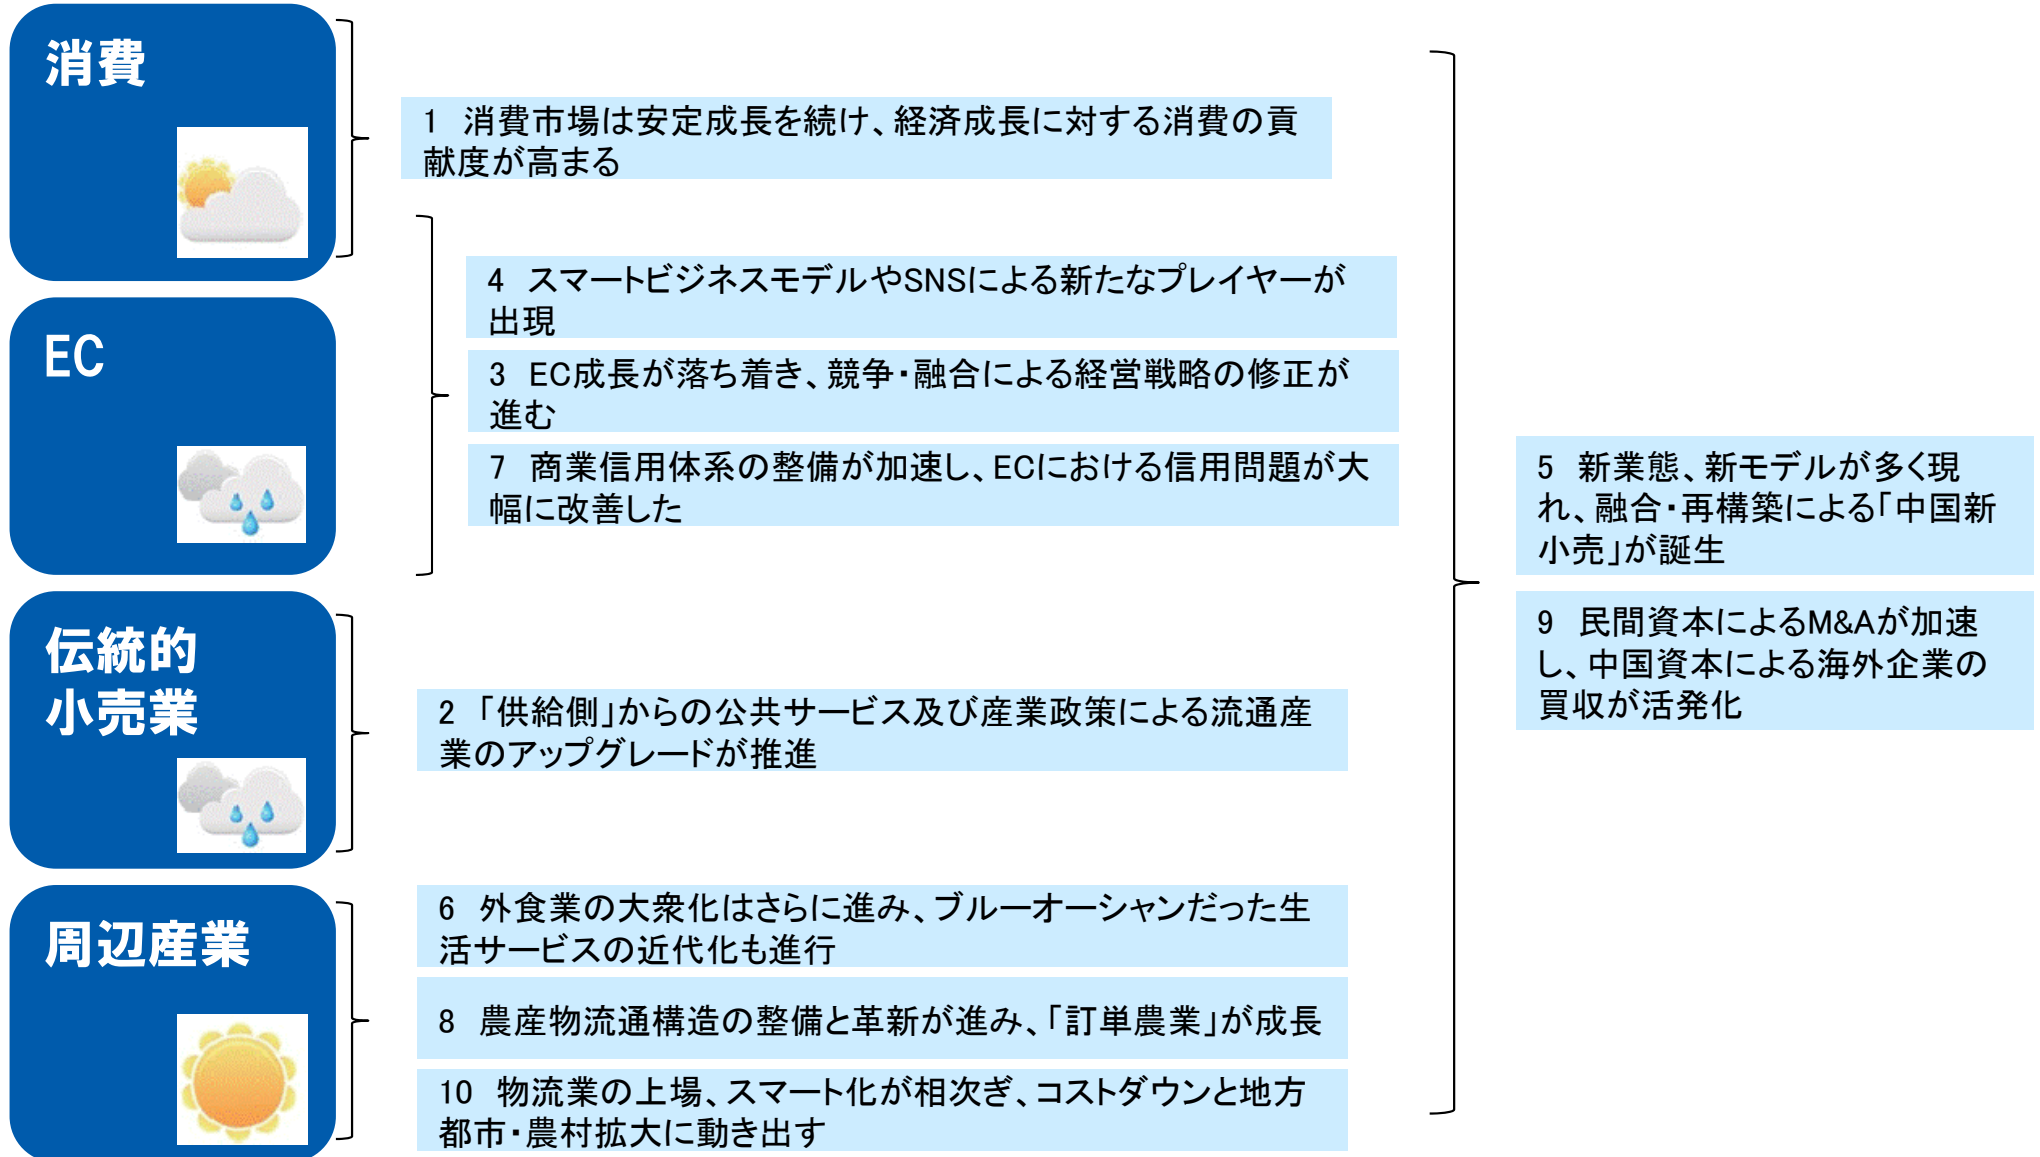 消費
1 消費市場は安定成長を続け、経済成長に対する消費の貢
献度が高まる
EC
4 スマートビジネスモデルやSNSによる新たなプレイヤーが
出現
3 EC成長が落ち着き、競争・融合による経営戦略の修正が
進む
7 商業信用体系の整備が加速し、ECにおける信用問題が大
幅に改善した
伝統的
小売業
2 「供給側」からの公共サービス及び産業政策による流通産
業のアップグレードが推進
周辺産業
6 外食業の大衆化はさらに進み、ブルーオーシャンだった生
活サービスの近代化も進行
8 農産物流通構造の整備と革新が進み、「訂単農業」が成長
10 物流業の上場、スマート化が相次ぎ、コストダウンと地方
都市・農村拡大に動き出す
5 新業態、新モデルが多く現
れ、融合・再構築による「中国新
小売」が誕生
9 民間資本によるM&Aが加速
し、中国資本による海外企業の
買収が活発化